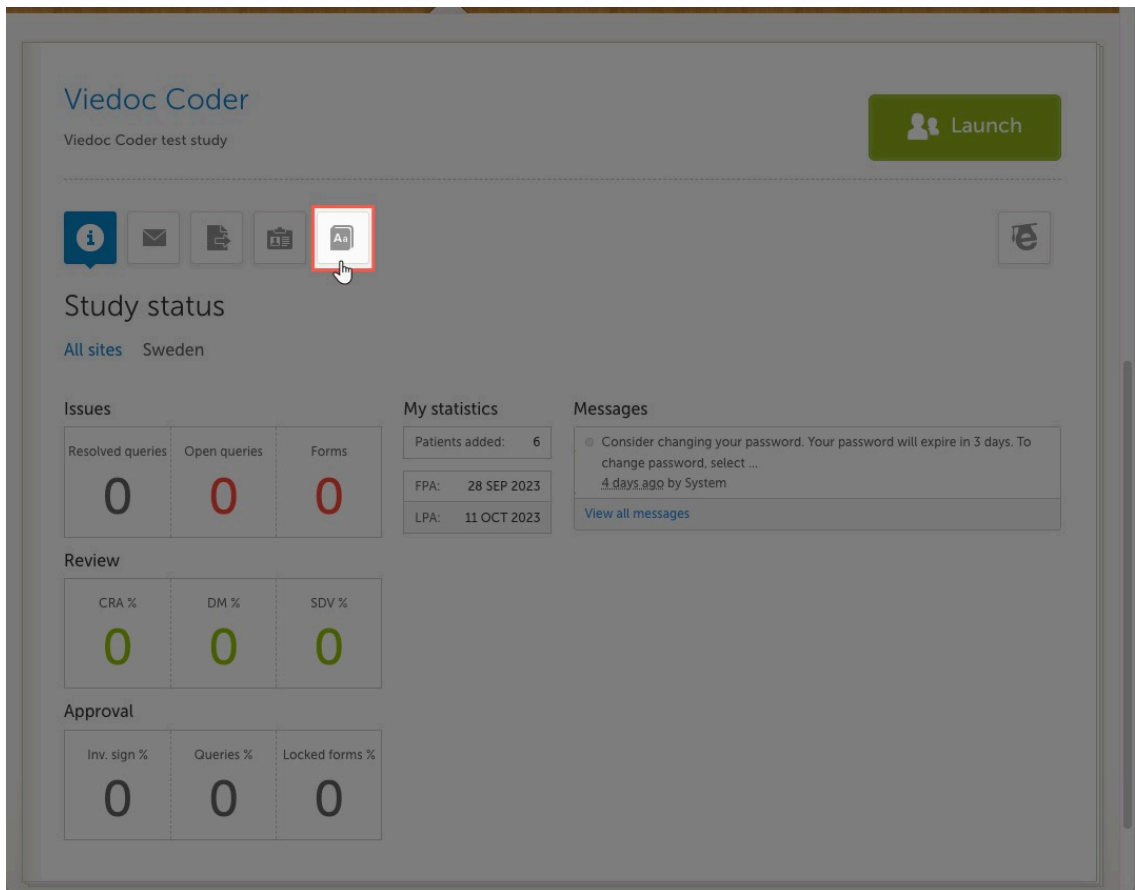 Viedoc Coder
Viedoc Coder test study
Launch
i
Aa
e
Study status
All sites Sweden
Issues
Resolved queries Open queries Forms
0 0 0
My statistics
Patients added: 6
FPA: 28 SEP 2023
LPA: 11 OCT 2023
Messages
Consider changing your password. Your password will expire in 3 days. To
change password, select ...
4 days ago by System
View all messages
Review
CRA % DM % SDV %
0 0 0
Approval
Inv. sign % Queries % Locked forms %
0 0 0